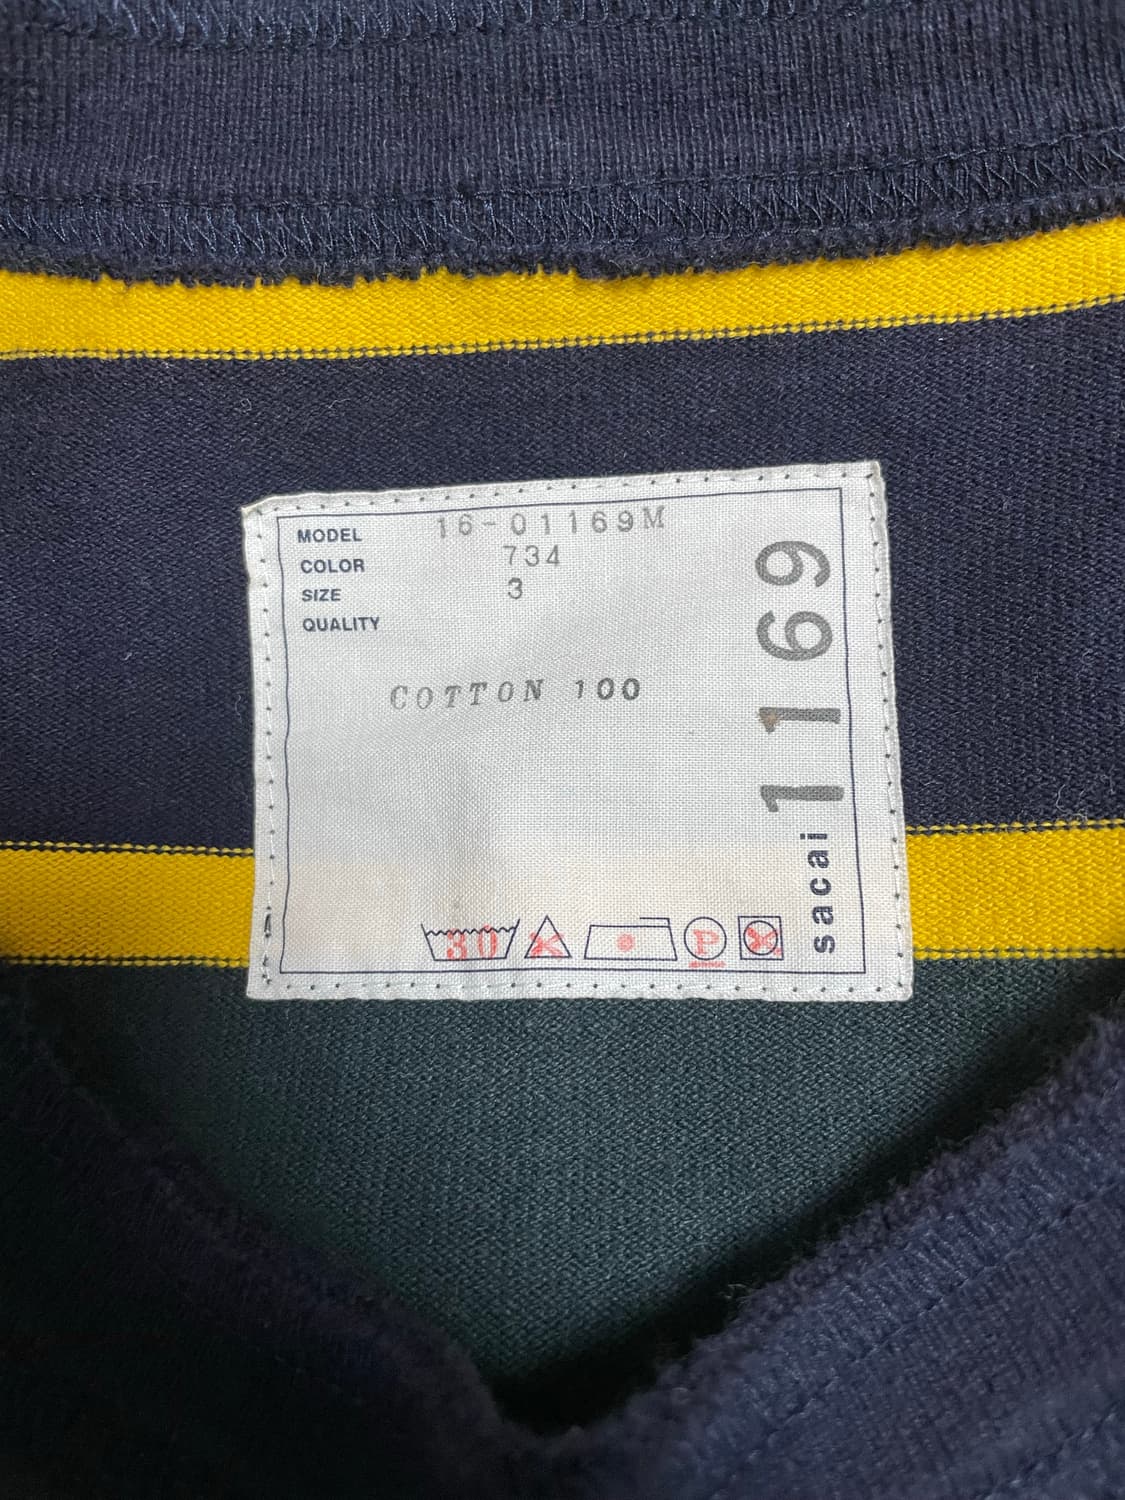 MODEL 16-01169M
COLOR 734
SIZE 3
QUALITY
COTTON 100
30
P
sacai 1169